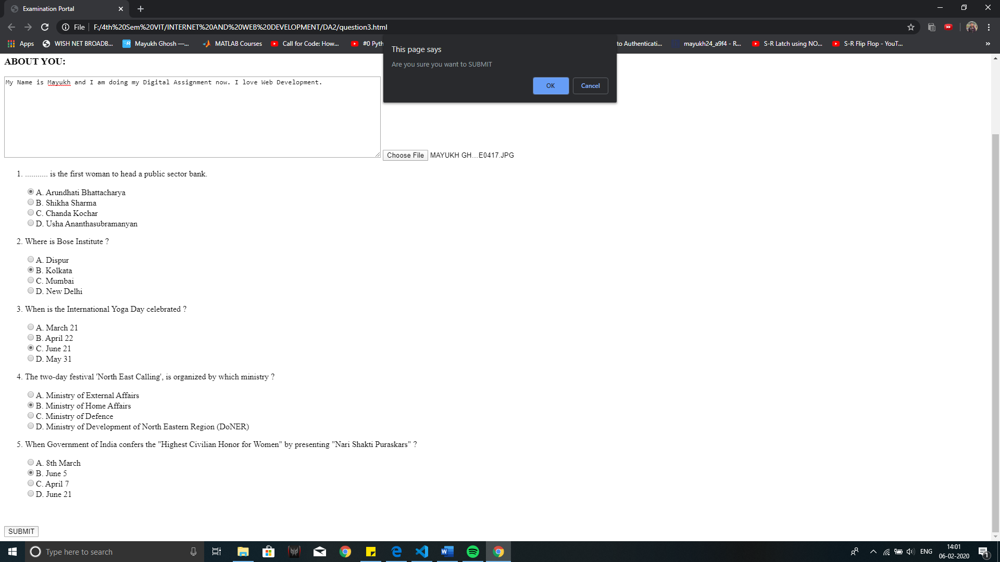 Examination Portal
File
F:/4th%20Sem%20VIT/INTERNET%20AND%20WEB%20DEVELOPMENT/DA2/question3.html
Apps
WISH NET BROADB...
Mayukh Ghosh —...
MATLAB Courses
Call for Code: How...
#0 Pyth
to Authenticati...
mayukh24_a9f4 - R...
S-R Latch using NO...
S-R Flip Flop - YouT...
»
This page says
Are you sure you want to SUBMIT
OK
Cancel
ABOUT YOU:
My Name is Mayukh and I am doing my Digital Assignment now. I love Web Development.
Choose File MAYUKH GH...E0417.JPG
1. ........... is the first woman to head a public sector bank.
A. Arundhati Bhattacharya
B. Shikha Sharma
C. Chanda Kochar
D. Usha Ananthasubramanyan
2. Where is Bose Institute ?
A. Dispur
B. Kolkata
C. Mumbai
D. New Delhi
3. When is the International Yoga Day celebrated ?
A. March 21
B. April 22
C. June 21
D. May 31
4. The two-day festival 'North East Calling', is organized by which ministry ?
A. Ministry of External Affairs
B. Ministry of Home Affairs
C. Ministry of Defence
D. Ministry of Development of North Eastern Region (DoNER)
5. When Government of India confers the "Highest Civilian Honor for Women" by presenting "Nari Shakti Puraskars" ?
A. 8th March
B. June 5
C. April 7
D. June 21
SUBMIT
Type here to search
ENG
14:01
06-02-2020
1